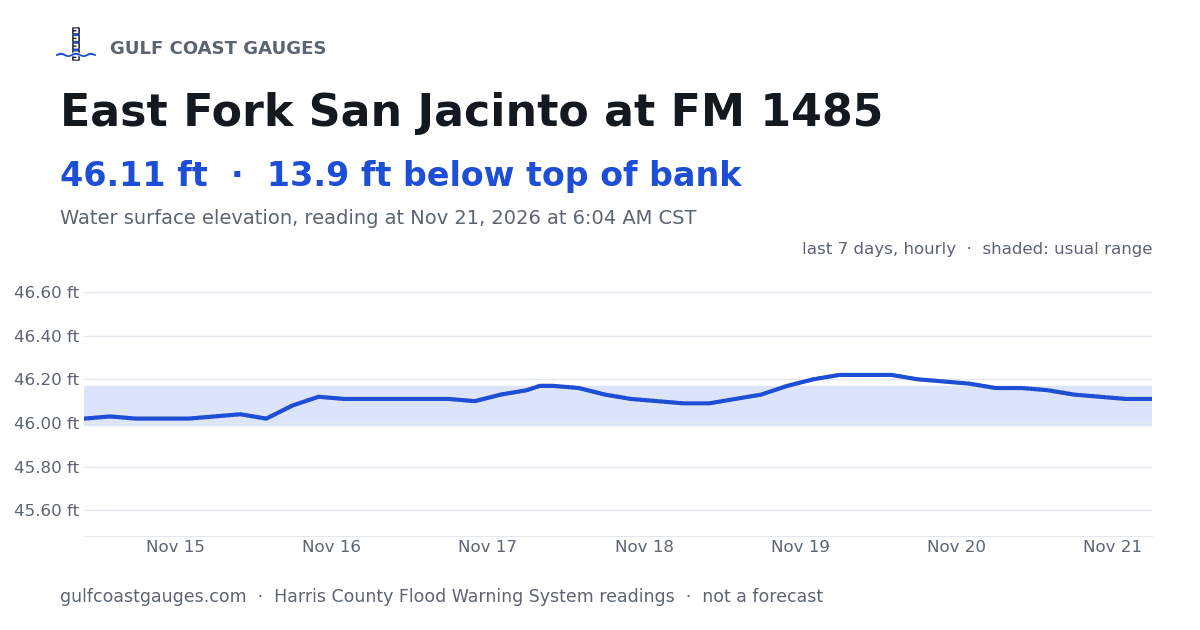 GULF COAST GAUGES
East Fork San Jacinto at FM 1485
46.11 ft · 13.9 ft below top of bank
Water surface elevation, reading at Nov 21, 2026 at 6:04 AM CST
last 7 days, hourly · shaded: usual range
46.60 ft
46.40 ft
46.20 ft
46.00 ft
45.80 ft
45.60 ft
Nov 15 Nov 16 Nov 17 Nov 18 Nov 19 Nov 20 Nov 21
gulfcoastgauges.com · Harris County Flood Warning System readings · not a forecast